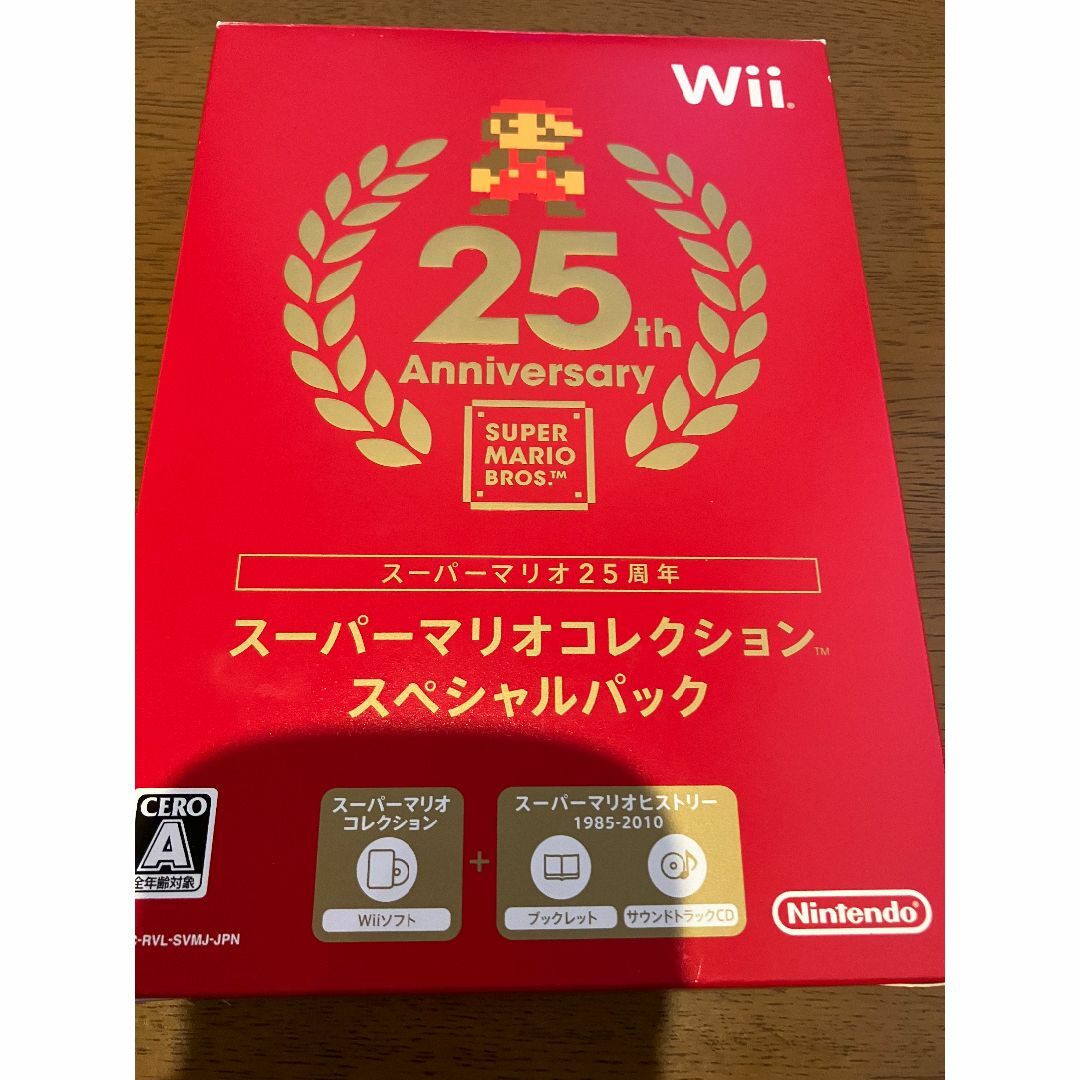 Wii
25th
Anniversary
SUPER
MARIO
BROS.™
スーパーマリオ25周年
スーパーマリオコレクション™
スペシャルパック
CERO
A
全年齢対象
スーパーマリオ
コレクション
Wiiソフト
+
スーパーマリオヒストリー
1985-2010
ブックレット
サウンドトラックCD
Nintendo®
-RVL-SVMJ-JPN